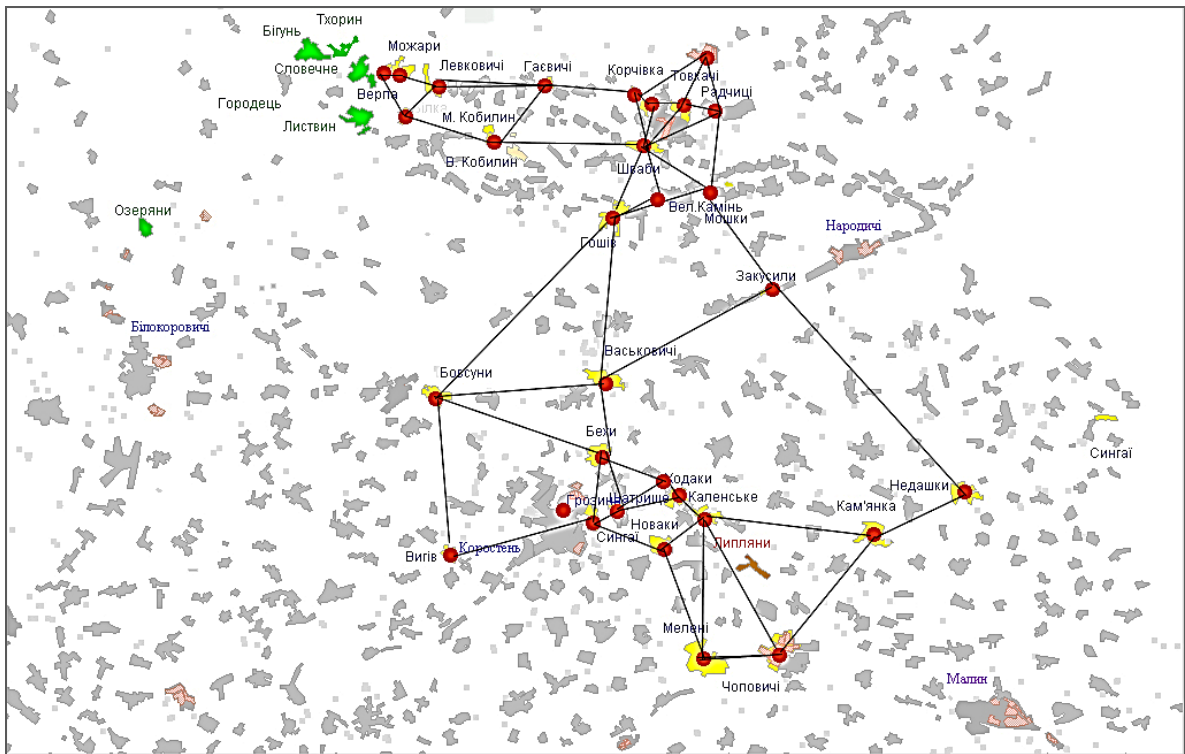 Тхорин
Бігунь
Можари
Левковичі
Гаєвичі
Словечне
Корчівка
Товкачі
Верпа
Радчиці
Городець
Листвин
М. Кобилин
В. Кобилин
Шваби
Вел.Камінь
Мошки
Озеряни
Гошів
Народичі
Закусили
Білокоровичі
Васьковичі
Бовсуни
Бехи
Сингаї
Ходаки
Недашки
Грозине
Шатрище
Каленське
Кам'янка
Новаки
Сингаї
Липляни
Вигів
Коростень
Мелені
Чоповичі
Малин